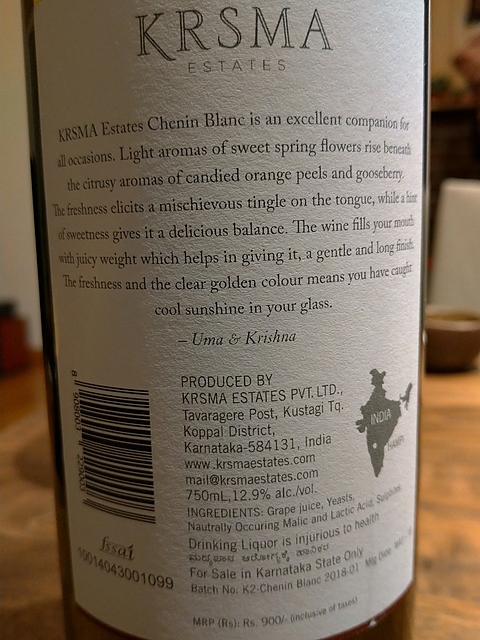 KRSMA
ESTATES
KRSMA Estates Chenin Blanc is an excellent companion for
all occasions. Light aromas of sweet spring flowers rise beneath
the citrusy aromas of candied orange peels and gooseberry.
The freshness elicits a mischievous tingle on the tongue, while a hint
of sweetness gives it a delicious balance. The wine fills your mouth
with juicy weight which helps in giving it, a gentle and long finish.
The freshness and the clear golden colour means you have caught
cool sunshine in your glass.
– Uma & Krishna
PRODUCED BY
KRSMA ESTATES PVT. LTD.,
Tavaragere Post, Kustagi Tq.
Koppal District,
Karnataka-584131, India
www.krsmaestates.com
mail@krsmaestates.com
750mL,12.9% alc./vol.
INGREDIENTS: Grape juice, Yeasts,
Nautrally Occuring Malic and Lactic Acid, Sulphites
Drinking Liquor is injurious to health
For Sale in Karnataka State Only
Batch No. K2-Chenin Blanc 2018-01 Mfg Date
MRP (Rs): Rs. 900/- (inclusive of taxes)
INDIA
HAMPI
fssai
10014043001099